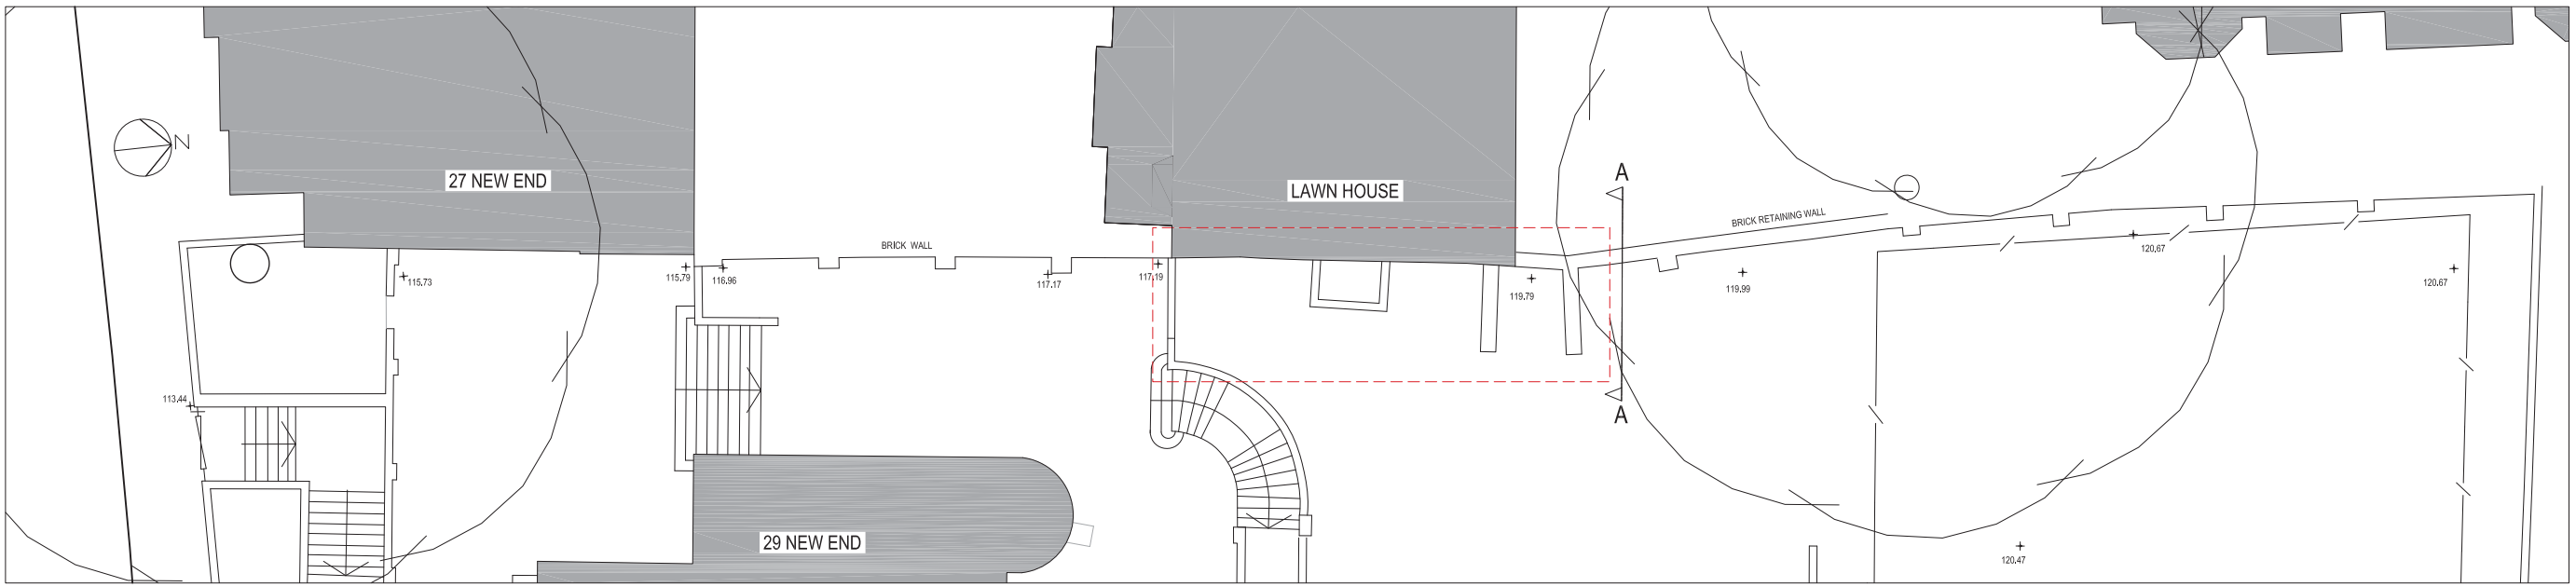 N
27 NEW END
LAWN HOUSE
A
BRICK RETAINING WALL
BRICK WALL
120.67
115.73
115.79
116.96
117.17
117.19
119.79
119.99
120.67
113.44
A
29 NEW END
120.47